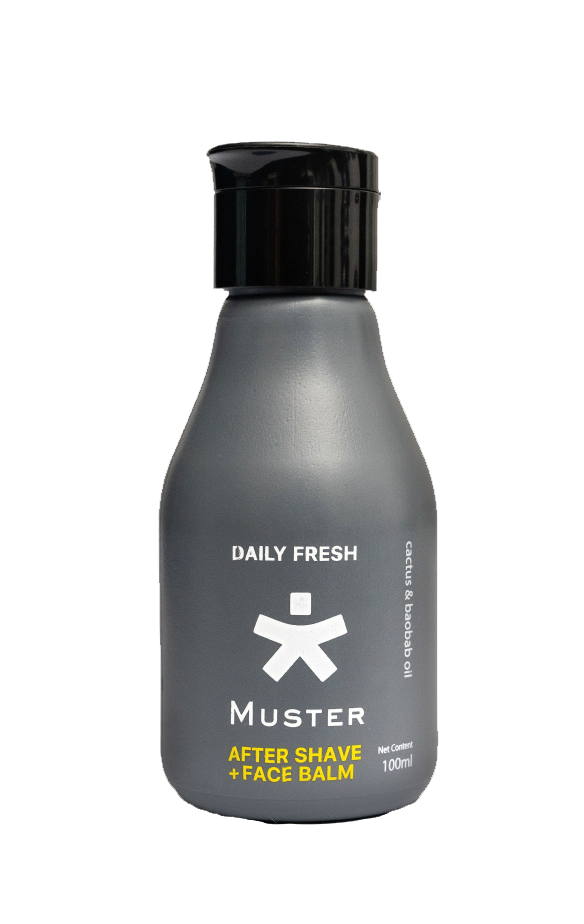 DAILY FRESH
MUSTER
AFTER SHAVE
+FACE BALM
Net Content
100ml
cactus & baobab oil